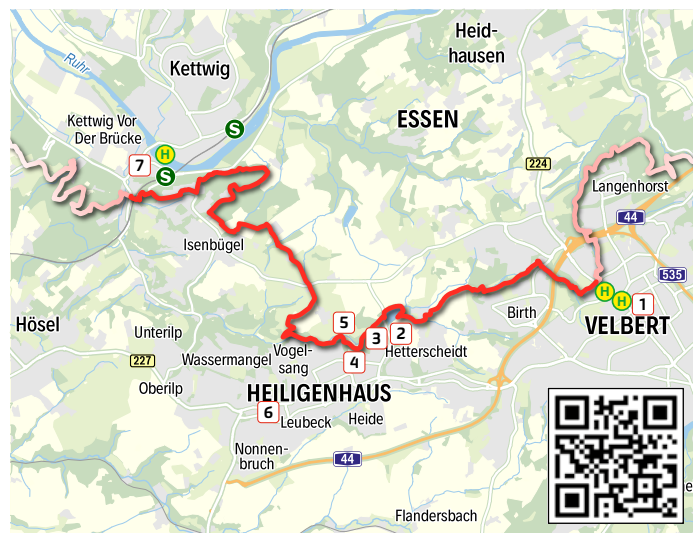 Heid-
hausen
Ruhr
Kettwig
Kettwig Vor
Der Brücke
H
S
ESSEN
7
S
224
Langenhorst
44
Isenbügel
535
H
H
1
Hösel
Unterilp
5
Birth
VELBERT
3
2
Vogel-
sang
4
Hetterscheidt
227
Wassermangel
Oberilp
HEILIGENHAUS
6
Leubeck
Heide
Nonnen-
bruch
44
Flandersbach